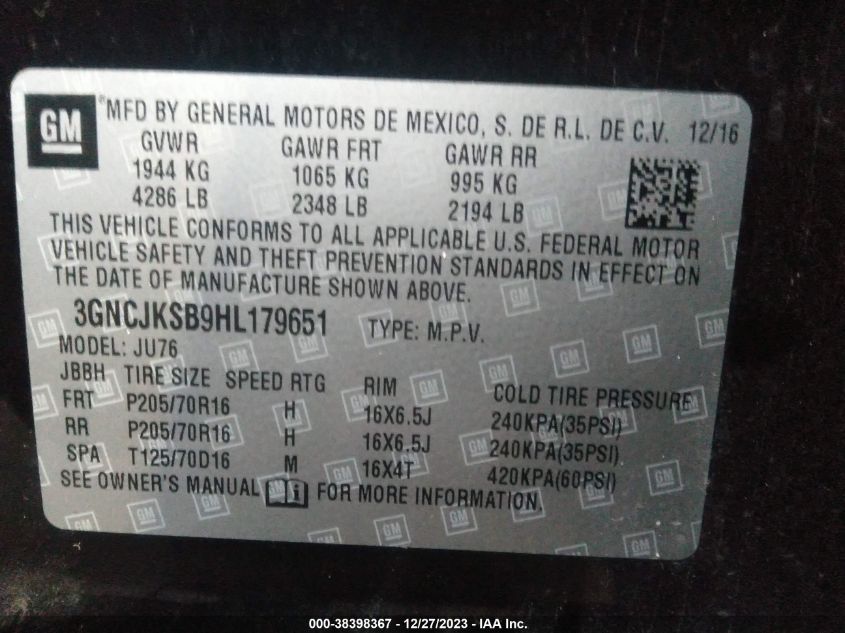 GM
®MFD BY GENERAL MOTORS DE MEXICO, S. DE R.L. DE C.V. 12/16
GVWR GAWR FRT GAWR RR
1944 KG 1065 KG 995 KG
4286 LB 2348 LB 2194 LB
THIS VEHICLE CONFORMS TO ALL APPLICABLE U.S. FEDERAL MOTOR
VEHICLE SAFETY AND THEFT PREVENTION STANDARDS IN EFFECT ON
THE DATE OF MANUFACTURE SHOWN ABOVE.
3GNCJKSB9HL179651 TYPE: M.P.V.
MODEL: JU76
JBBH TIRE SIZE SPEED RTG RIM COLD TIRE PRESSURE
FRT P205/70R16 H 16X6.5J 240KPA(35PSI)
RR P205/70R16 H 16X6.5J 240KPA(35PSI)
SPA T125/70D16 M 16X4T 420KPA(60PSI)
SEE OWNER'S MANUAL i FOR MORE INFORMATION.
000-38398367 - 12/27/2023 - IAA Inc.